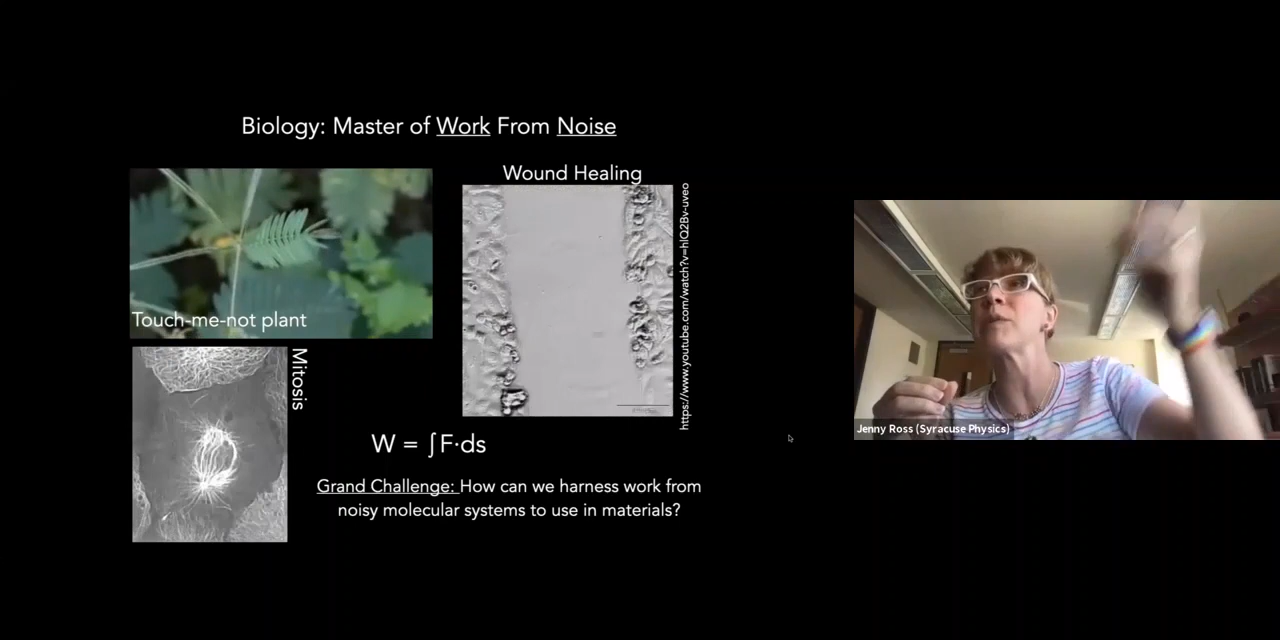 Biology: Master of Work From Noise
Wound Healing
https://www.youtube.com/watch?v=hlQ2Bv-uveo
Touch-me-not plant
Mitosis
W = ∫F·ds
Grand Challenge: How can we harness work from
noisy molecular systems to use in materials?
Jenny Ross (Syracuse Physics)